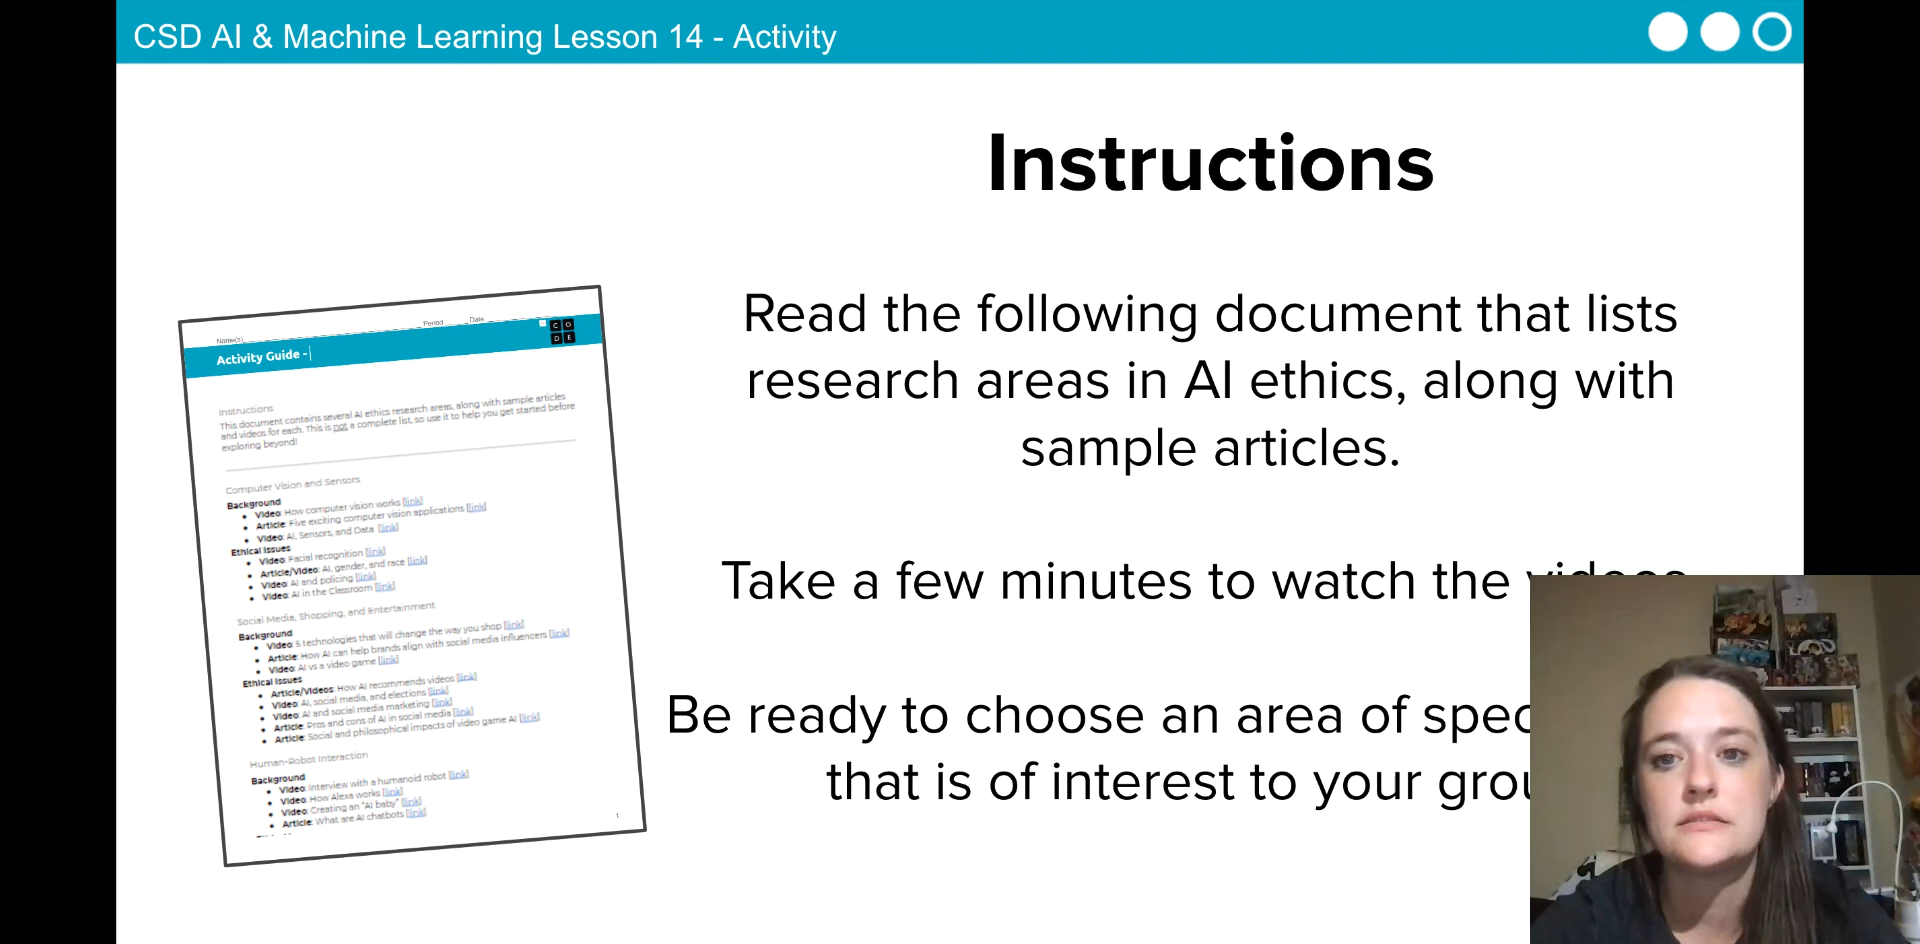 CSD AI & Machine Learning Lesson 14 - Activity
Instructions
Read the following document that lists
research areas in AI ethics, along with
sample articles.
Take a few minutes to watch the videos
Be ready to choose an area of spec
that is of interest to your grou
Name(s) Period Date
C O
D E
Activity Guide -
Instructions
This document contains several AI ethics research areas, along with sample articles
and videos for each. This is not a complete list, so use it to help you get started before
exploring beyond!
Computer Vision and Sensors
Background
• Video: How computer vision works [link]
• Article: Five exciting computer vision applications [link]
• Video: AI, Sensors, and Data [link]
Ethical Issues
• Video: Facial recognition [link]
• Article/Video: AI, gender, and race [link]
• Video: AI and policing [link]
• Video: AI in the Classroom [link]
Social Media, Shopping, and Entertainment
Background
• Video: 5 technologies that will change the way you shop [link]
• Article: How AI can help brands align with social media influencers [link]
• Video: AI vs a video game [link]
Ethical Issues
• Article/Videos: How AI recommends videos [link]
• Video: AI, social media, and elections [link]
• Video: AI and social media marketing [link]
• Article: Pros and cons of AI in social media [link]
• Article: Social and philosophical impacts of video game AI [link]
Human-Robot Interaction
Background
• Video: Interview with a humanoid robot [link]
• Video: How Alexa works [link]
• Video: Creating an "AI baby" [link]
• Article: What are AI chatbots [link]
1